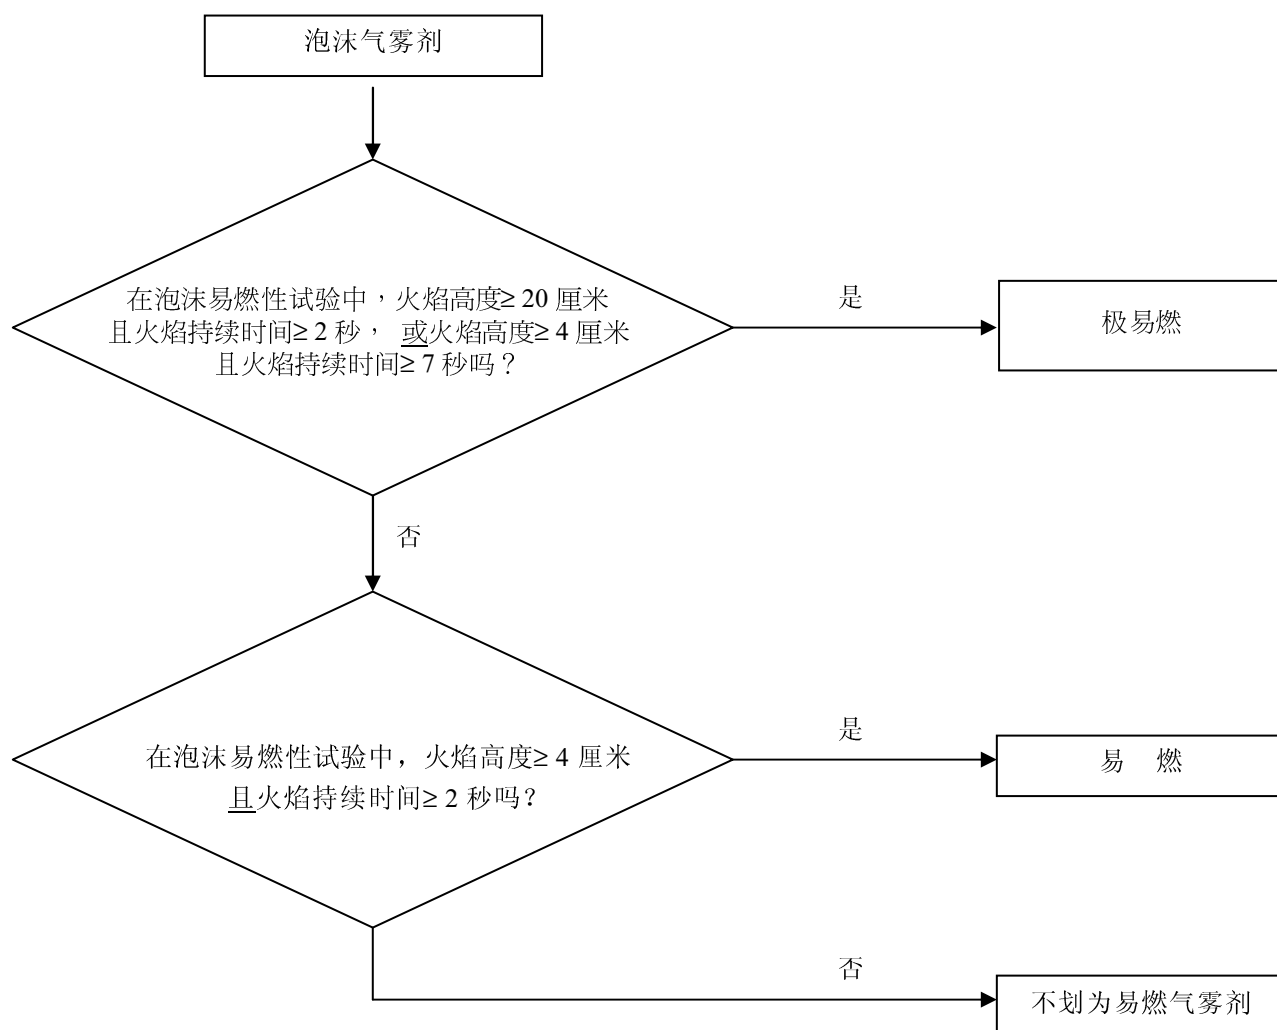 泡沫气雾剂
在泡沫易燃性试验中，火焰高度≥ 20 厘米
且火焰持续时间≥ 2 秒， 或火焰高度≥ 4 厘米
且火焰持续时间≥ 7 秒吗？
是
极易燃
否
在泡沫易燃性试验中，火焰高度≥ 4 厘米
且火焰持续时间≥ 2 秒吗？
是
易 燃
否
不划为易燃气雾剂